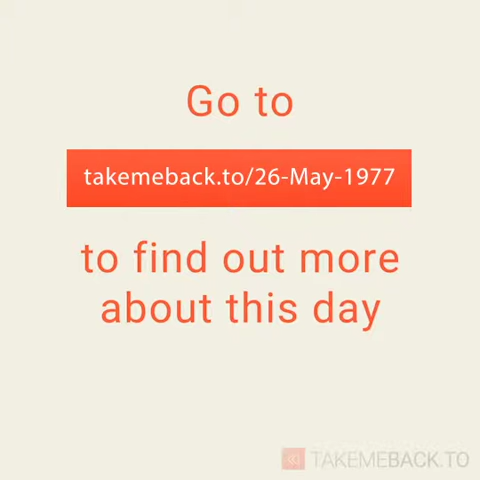 Go to
takemeback.to/26-May-1977
to find out more
about this day
TAKEMEBACK.TO